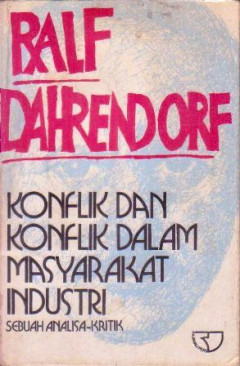 RALF
DAHRENDORF
KONFLIK DAN
KONFLIK DALAM
MASYARAKAT
INDUSTRI
SEBUAH ANALISA-KRITIK